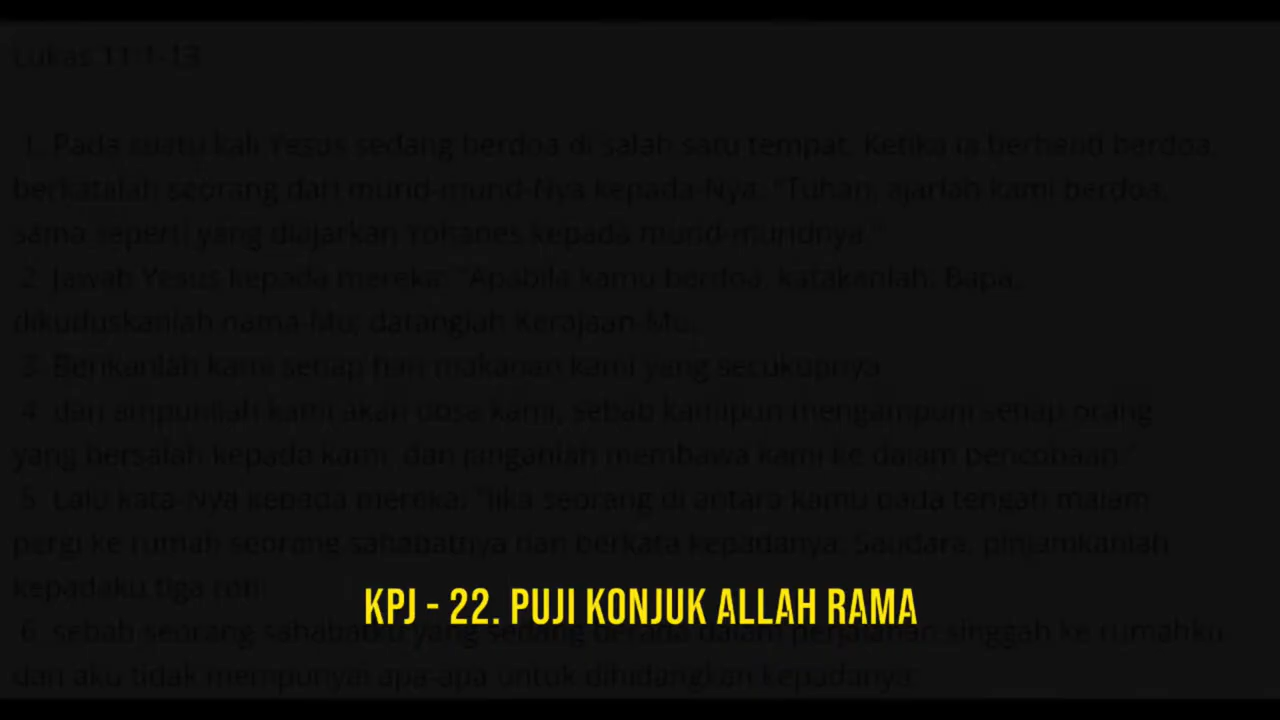 Lukas 11:1-13
1. Pada suatu kali Yesus sedang berdoa di salah satu tempat. Ketika Ia berhenti berdoa,
berkatalah seorang dari murid-murid-Nya kepada-Nya: "Tuhan, ajarlah kami berdoa,
sama seperti yang diajarkan Yohanes kepada murid-muridnya."
2. Jawab Yesus kepada mereka: "Apabila kamu berdoa, katakanlah: Bapa,
dikuduskanlah nama-Mu; datanglah Kerajaan-Mu.
3. Berikanlah kami setiap hari makanan kami yang secukupnya
4. dan ampunilah kami akan dosa kami, sebab kamipun mengampuni setiap orang
yang bersalah kepada kami; dan janganlah membawa kami ke dalam pencobaan."
5. Lalu kata-Nya kepada mereka: "Jika seorang di antara kamu pada tengah malam
pergi ke rumah seorang sahabatnya dan berkata kepadanya: Saudara, pinjamkanlah
kepadaku tiga roti,
KPJ - 22. PUJI KONJUK ALLAH RAMA
6. sebab seorang sahabatku yang sedang berada dalam perjalanan singgah ke rumahku
dan aku tidak mempunyai apa-apa untuk dihidangkan kepadanya;